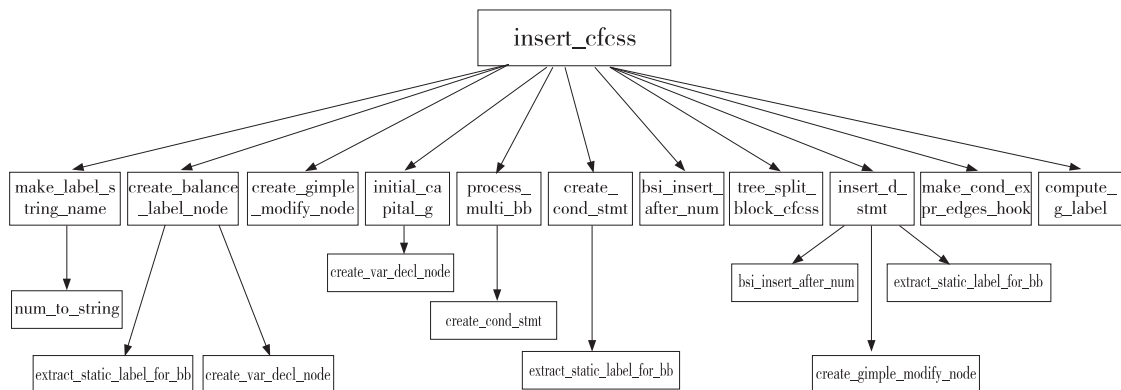 insert_cfcss
make_label_s
tring_name
create_balance
_label_node
create_gimple
_modify_node
initial_ca
pital_g
process_
multi_bb
create_
cond_stmt
bsi_insert_
after_num
tree_split_
block_cfcss
insert_d_
stmt
make_cond_ex
pr_edges_hook
compute_
g_label
create_var_decl_node
bsi_insert_after_num
extract_static_label_for_bb
num_to_string
create_cond_stmt
extract_static_label_for_bb
create_var_decl_node
extract_static_label_for_bb
create_gimple_modify_node